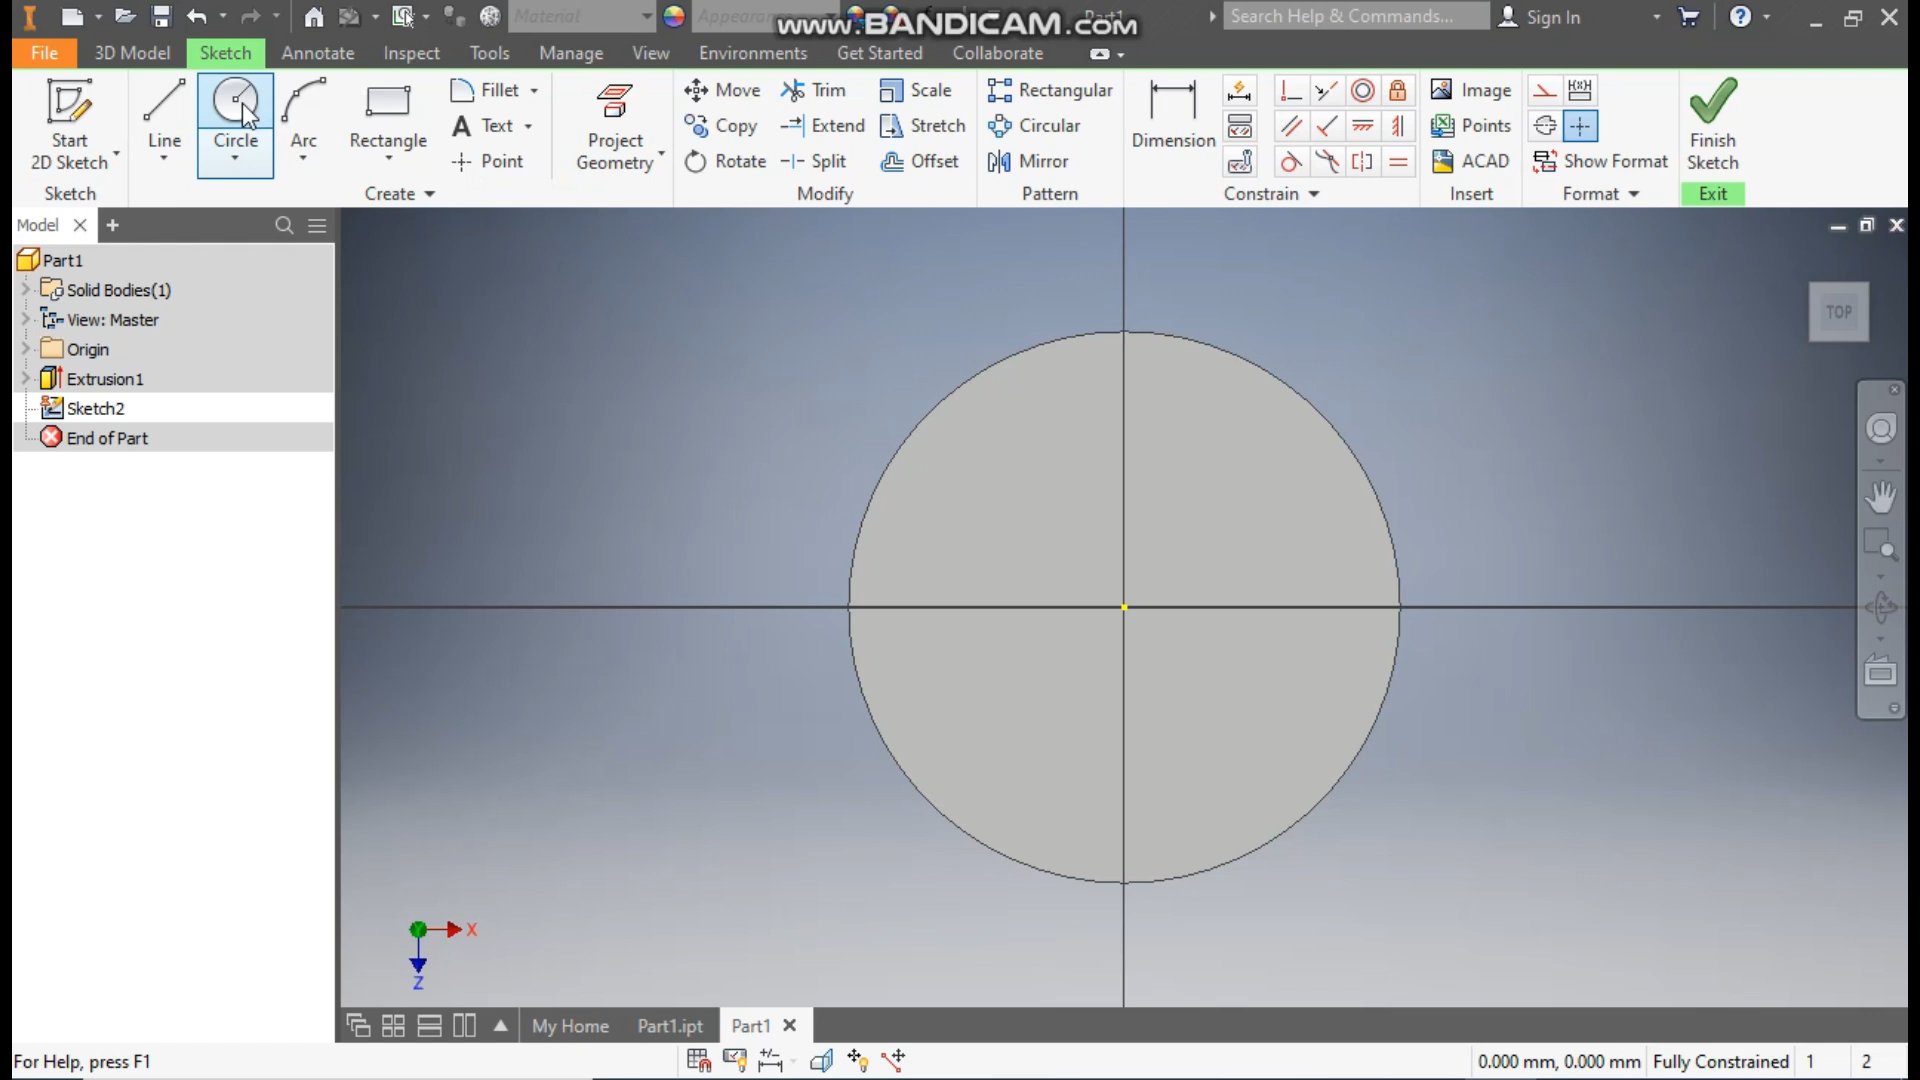 Material
Appearance
www.BANDICAM.com
Part1
Search Help & Commands...
Sign In
File
3D Model
Sketch
Annotate
Inspect
Tools
Manage
View
Environments
Get Started
Collaborate
Start
2D Sketch
Line
Circle
Arc
Rectangle
Fillet
Text
Point
Project
Geometry
Move
Copy
Rotate
Trim
Extend
Split
Scale
Stretch
Offset
Rectangular
Circular
Mirror
Dimension
Image
Points
ACAD
Show Format
Finish
Sketch
Sketch
Create
Modify
Pattern
Constrain
Insert
Format
Exit
Model
Part1
Solid Bodies(1)
View: Master
Origin
Extrusion1
Sketch2
End of Part
TOP
X
Z
My Home
Part1.ipt
Part1
For Help, press F1
0.000 mm, 0.000 mm
Fully Constrained
1
2